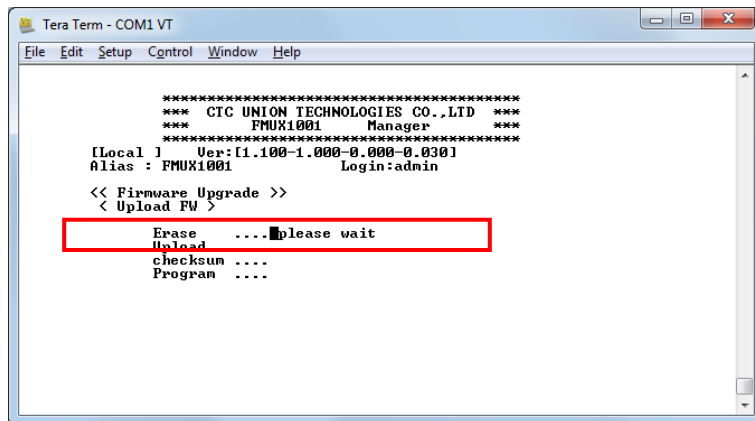 Tera Term - COM1 VT
File Edit Setup Control Window Help
****************************************
*** CTC UNION TECHNOLOGIES CO.,LTD ***
*** FMUX1001 Manager ***
****************************************
[Local ] Ver:[1.100-1.000-0.000-0.030]
Alias : FMUX1001 Login:admin
<< Firmware Upgrade >>
< Upload FW >
Erase ....please wait
Upload
checksum ....
Program ....